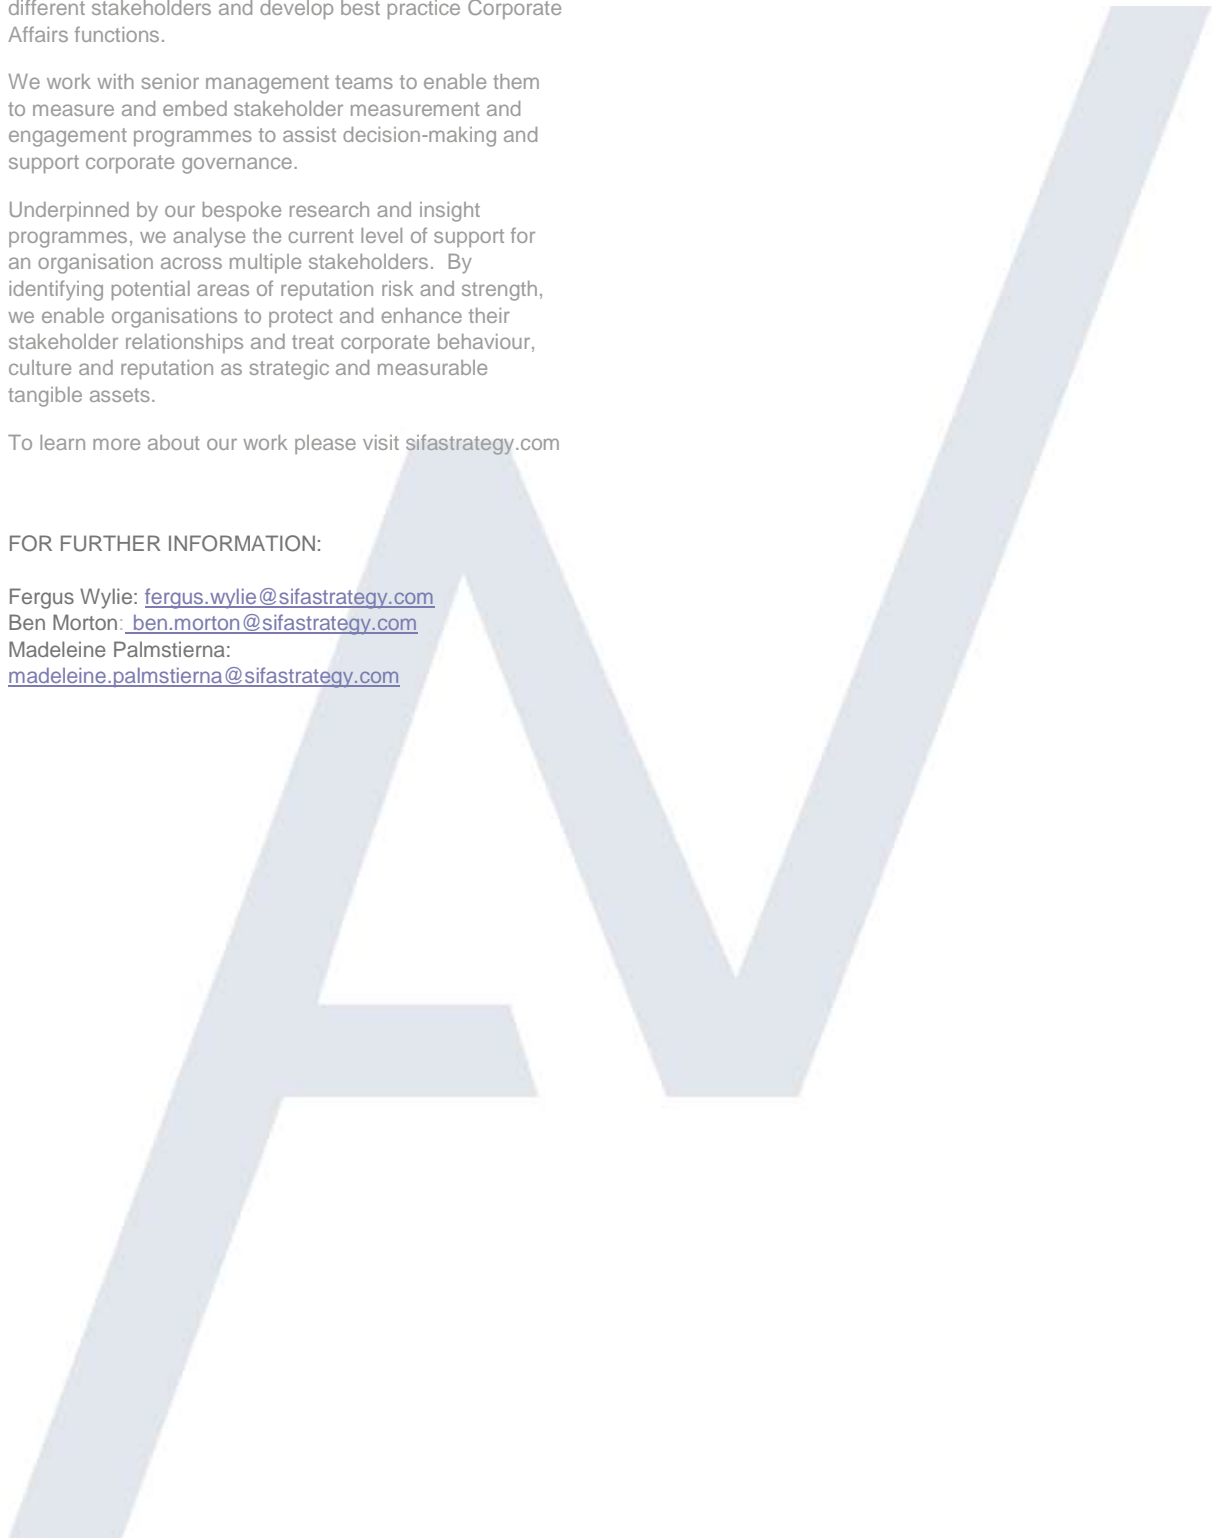 different stakeholders and develop best practice Corporate
Affairs functions.
We work with senior management teams to enable them
to measure and embed stakeholder measurement and
engagement programmes to assist decision-making and
support corporate governance.
Underpinned by our bespoke research and insight
programmes, we analyse the current level of support for
an organisation across multiple stakeholders.  By
identifying potential areas of reputation risk and strength,
we enable organisations to protect and enhance their
stakeholder relationships and treat corporate behaviour,
culture and reputation as strategic and measurable
tangible assets.
To learn more about our work please visit sifastrategy.com
FOR FURTHER INFORMATION:
Fergus Wylie: fergus.wylie@sifastrategy.com
Ben Morton: ben.morton@sifastrategy.com
Madeleine Palmstierna:
madeleine.palmstierna@sifastrategy.com